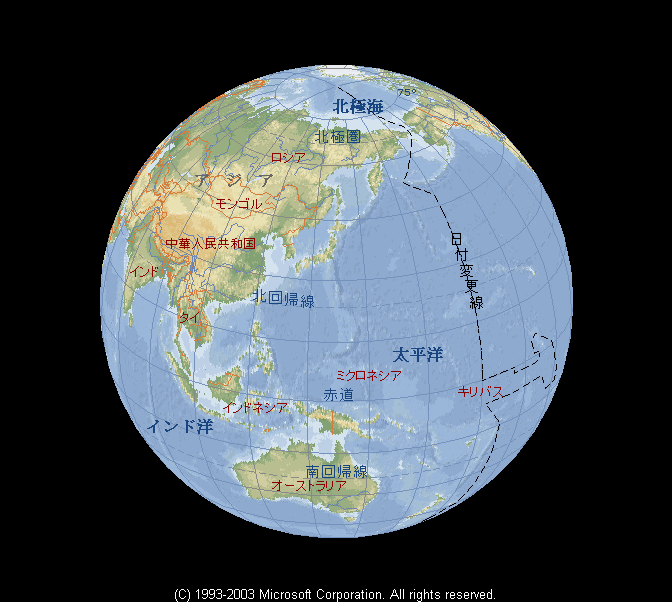 75°
北極海
北極圏
ロシア
アジア
モンゴル
中華人民共和国
日付変更線
インド
北回帰線
タイ
太平洋
ミクロネシア
キリバス
赤道
インドネシア
インド洋
南回帰線
オーストラリア
(C) 1993-2003 Microsoft Corporation. All rights reserved.